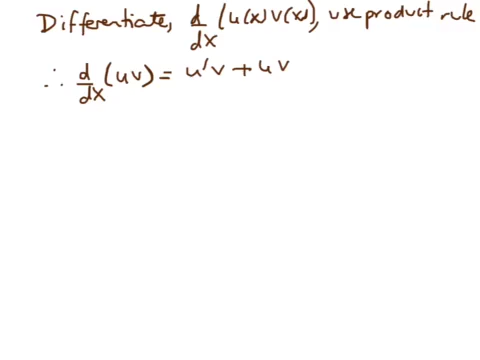 Differentiate, d/dx (u(x)v(x)), use product rule
∴ d/dx (uv) = u'v + uv